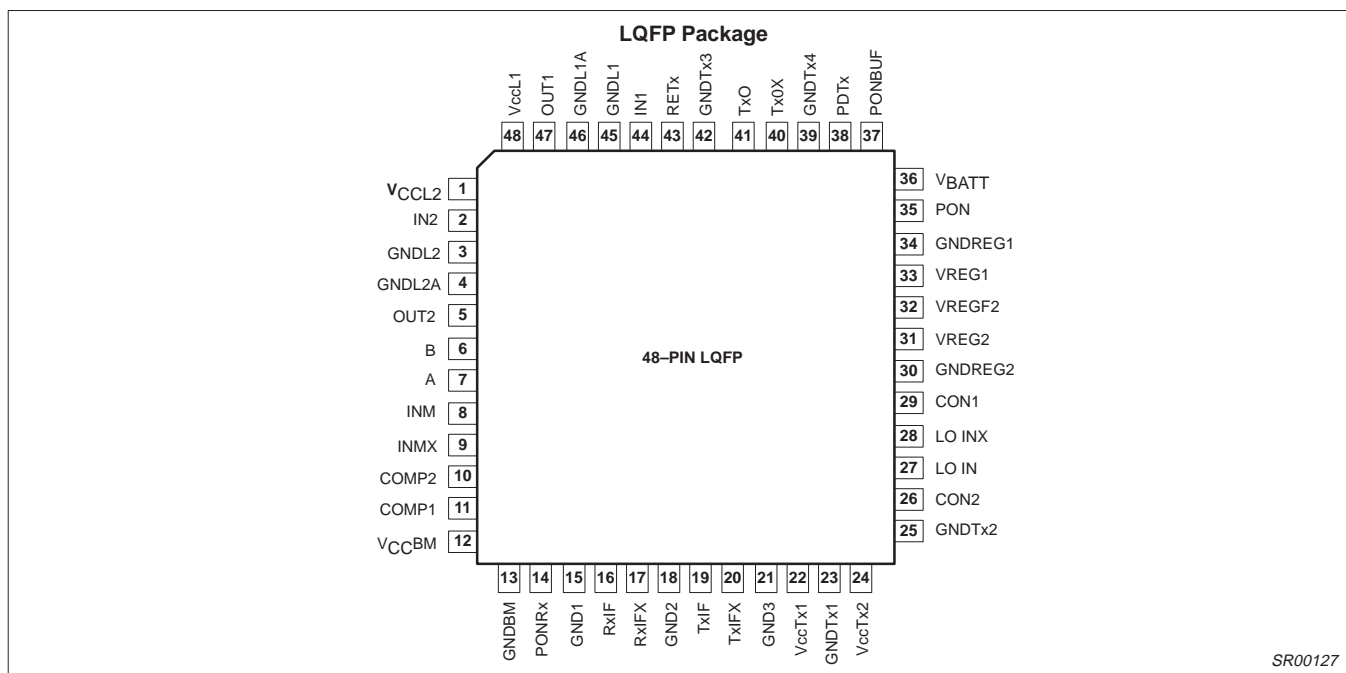 LQFP Package
VccL1
OUT1
GNDL1A
GNDL1
IN1
RETx
GNDTx3
TxO
Tx0X
GNDTx4
PDTx
PONBUF
48 47 46 45 44 43 42 41 40 39 38 37
VCCL2 1
IN2 2
GNDL2 3
GNDL2A 4
OUT2 5
B 6
A 7
INM 8
INMX 9
COMP2 10
COMP1 11
VCCBM 12
48–PIN LQFP
36 VBATT
35 PON
34 GNDREG1
33 VREG1
32 VREGF2
31 VREG2
30 GNDREG2
29 CON1
28 LO INX
27 LO IN
26 CON2
25 GNDTx2
13 14 15 16 17 18 19 20 21 22 23 24
GNDBM
PONRx
GND1
RxIF
RxIFX
GND2
TxIF
TxIFX
GND3
VccTx1
GNDTx1
VccTx2
SR00127